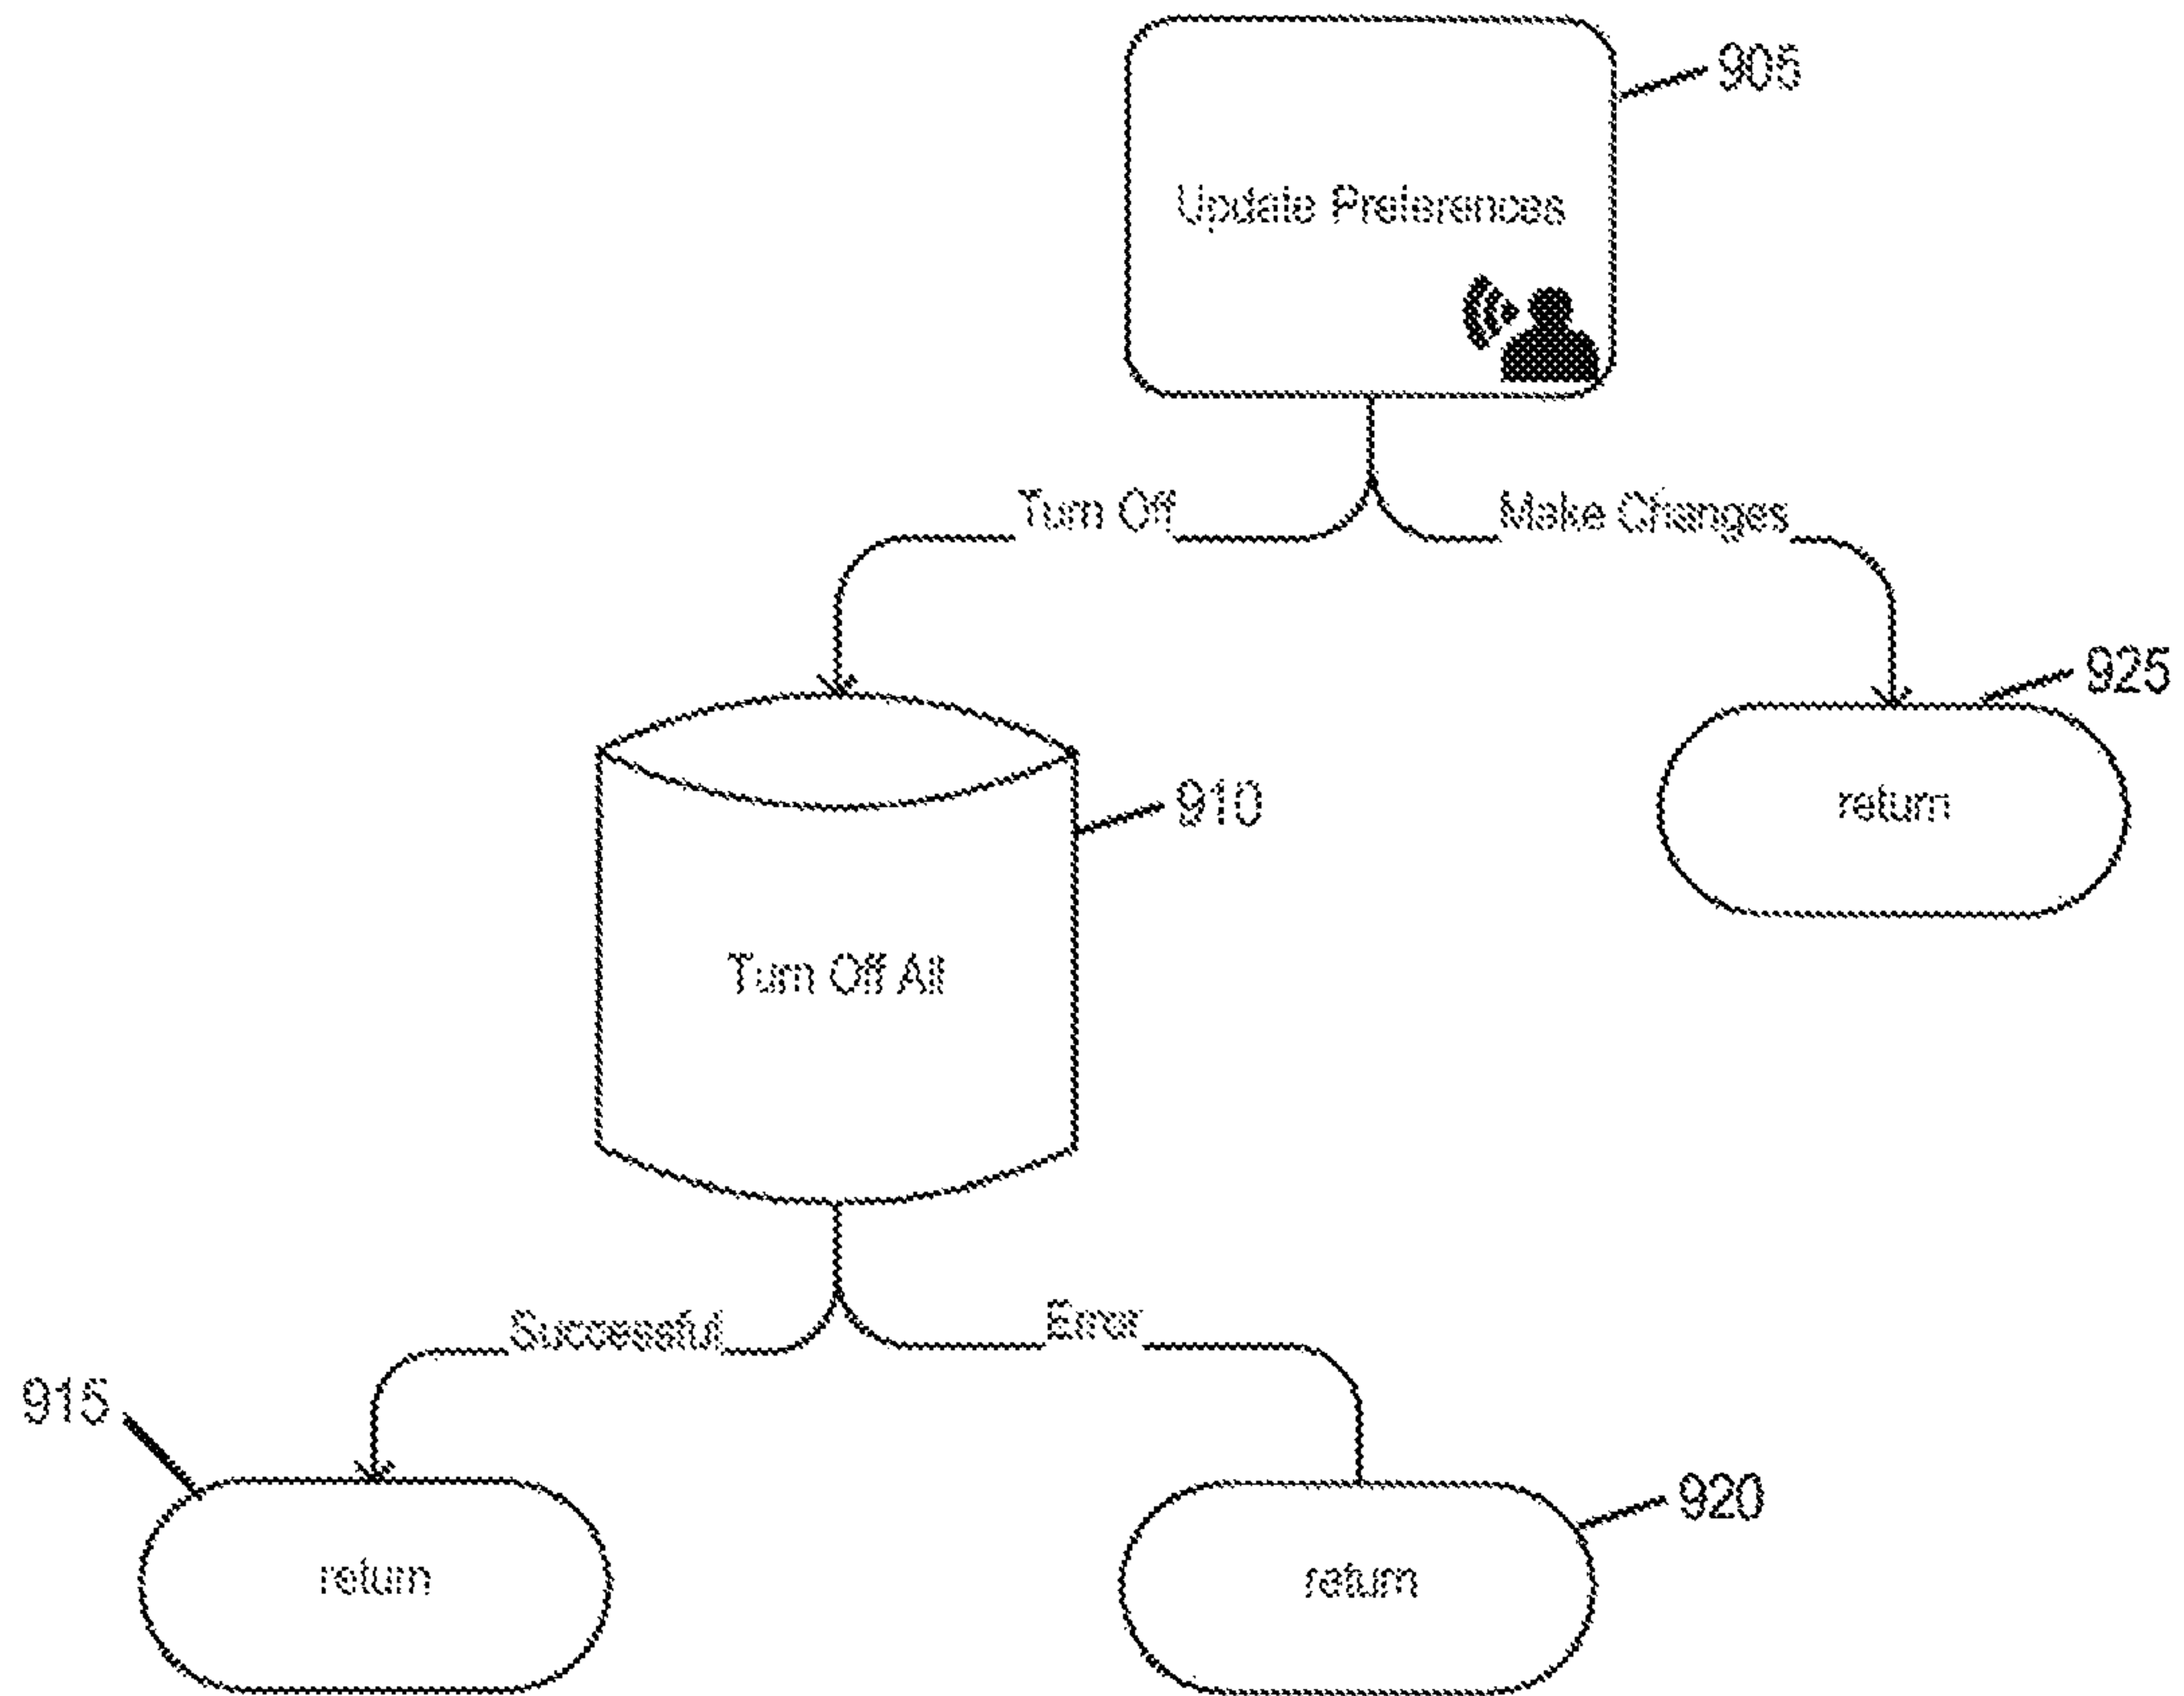 905
Update Preferences
Turn Off
Make Changes
925
return
910
Turn Off All
Successful
Error
915
920
return
return